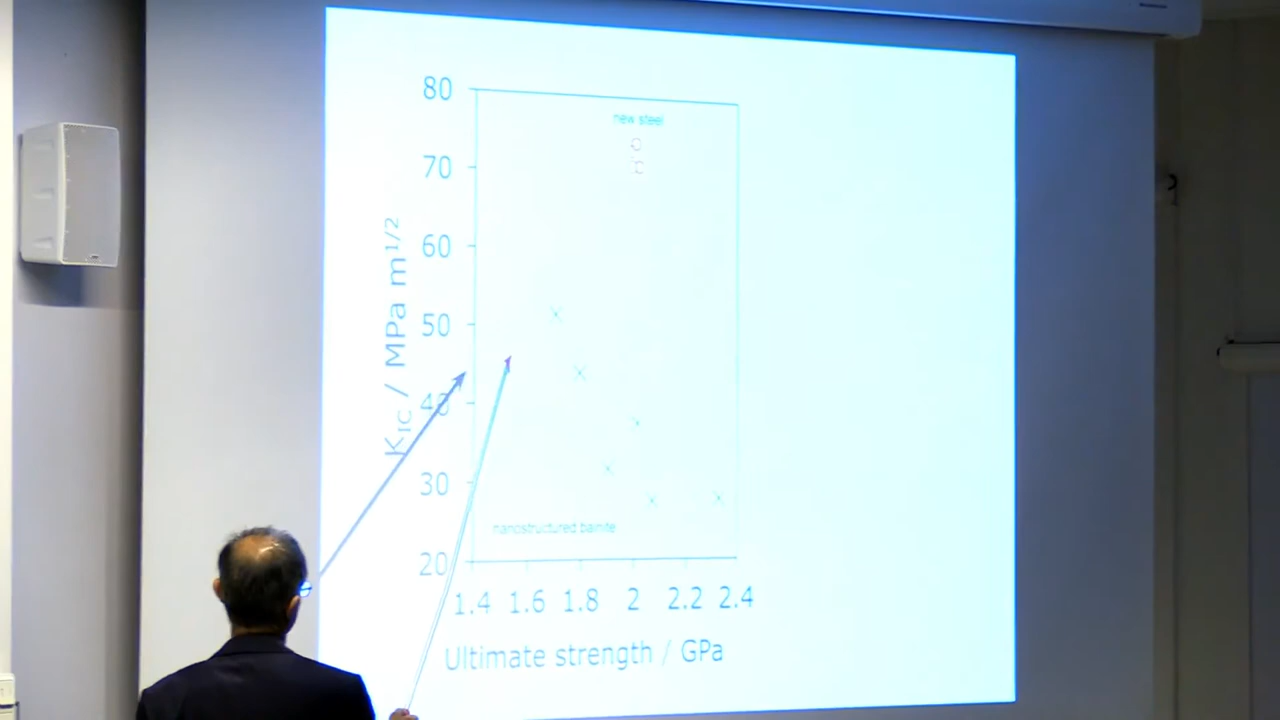 80
new steel
70
60
50
40
30
20
nanostructured bainite
K_IC / MPa m^1/2
1.4 1.6 1.8 2 2.2 2.4
Ultimate strength / GPa